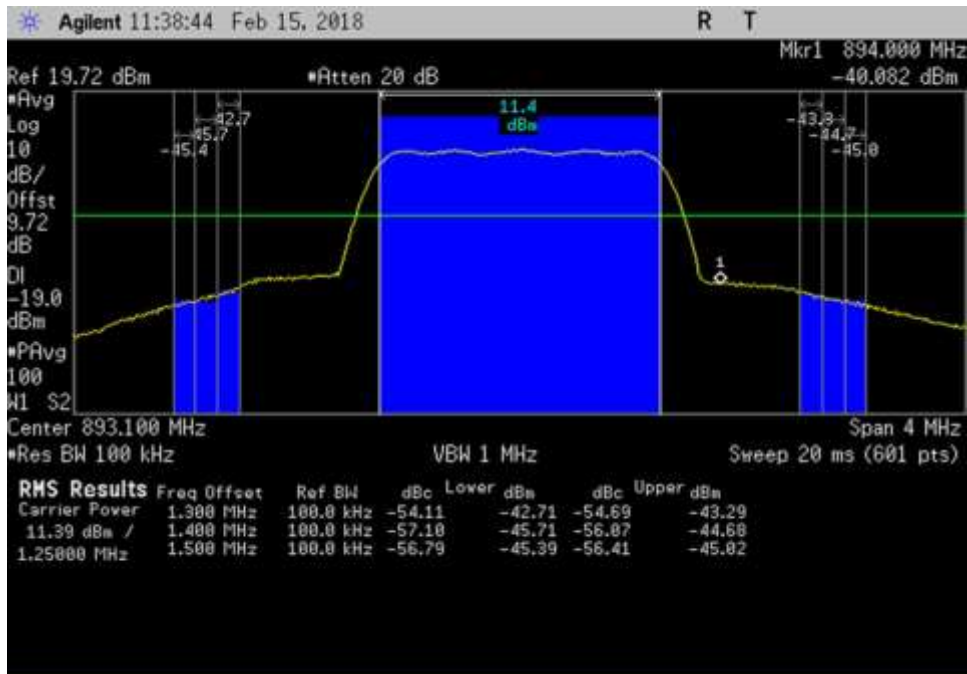 Agilent 11:38:44 Feb 15, 2018 R T
Mkr1 894.000 MHz
Ref 19.72 dBm #Atten 20 dB -40.082 dBm
#Avg
Log
10
dB/
Offst
9.72
dB
DI
-19.0
dBm
#PAvg
100
W1 S2
11.4
dBm
-42.7
-45.7
-45.4
-43.3
-44.7
-45.0
1
Center 893.100 MHz Span 4 MHz
#Res BW 100 kHz VBW 1 MHz Sweep 20 ms (601 pts)
RMS Results Freq Offset Ref BW dBc Lower dBm dBc Upper dBm
Carrier Power 1.300 MHz 100.0 kHz -54.11 -42.71 -54.69 -43.29
11.39 dBm / 1.400 MHz 100.0 kHz -57.10 -45.71 -56.07 -44.68
1.25000 MHz 1.500 MHz 100.0 kHz -56.79 -45.39 -56.41 -45.02